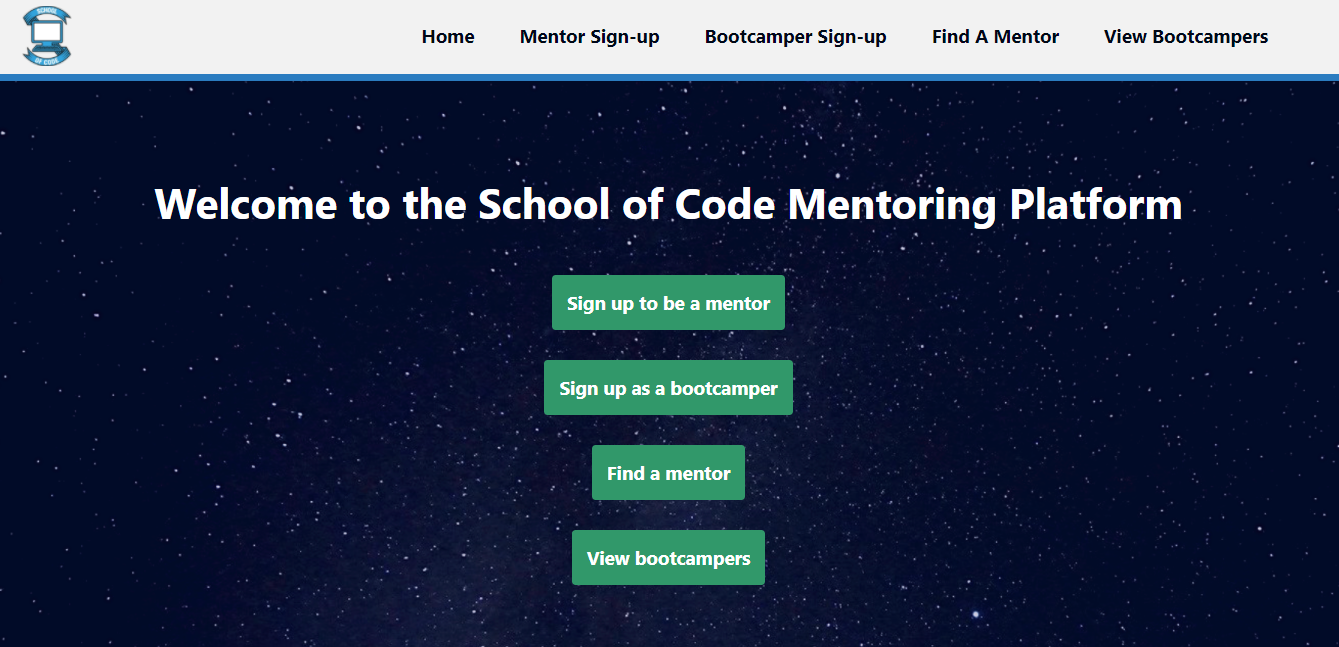 SCHOOL
OF CODE
Home Mentor Sign-up Bootcamper Sign-up Find A Mentor View Bootcampers
Welcome to the School of Code Mentoring Platform
Sign up to be a mentor
Sign up as a bootcamper
Find a mentor
View bootcampers